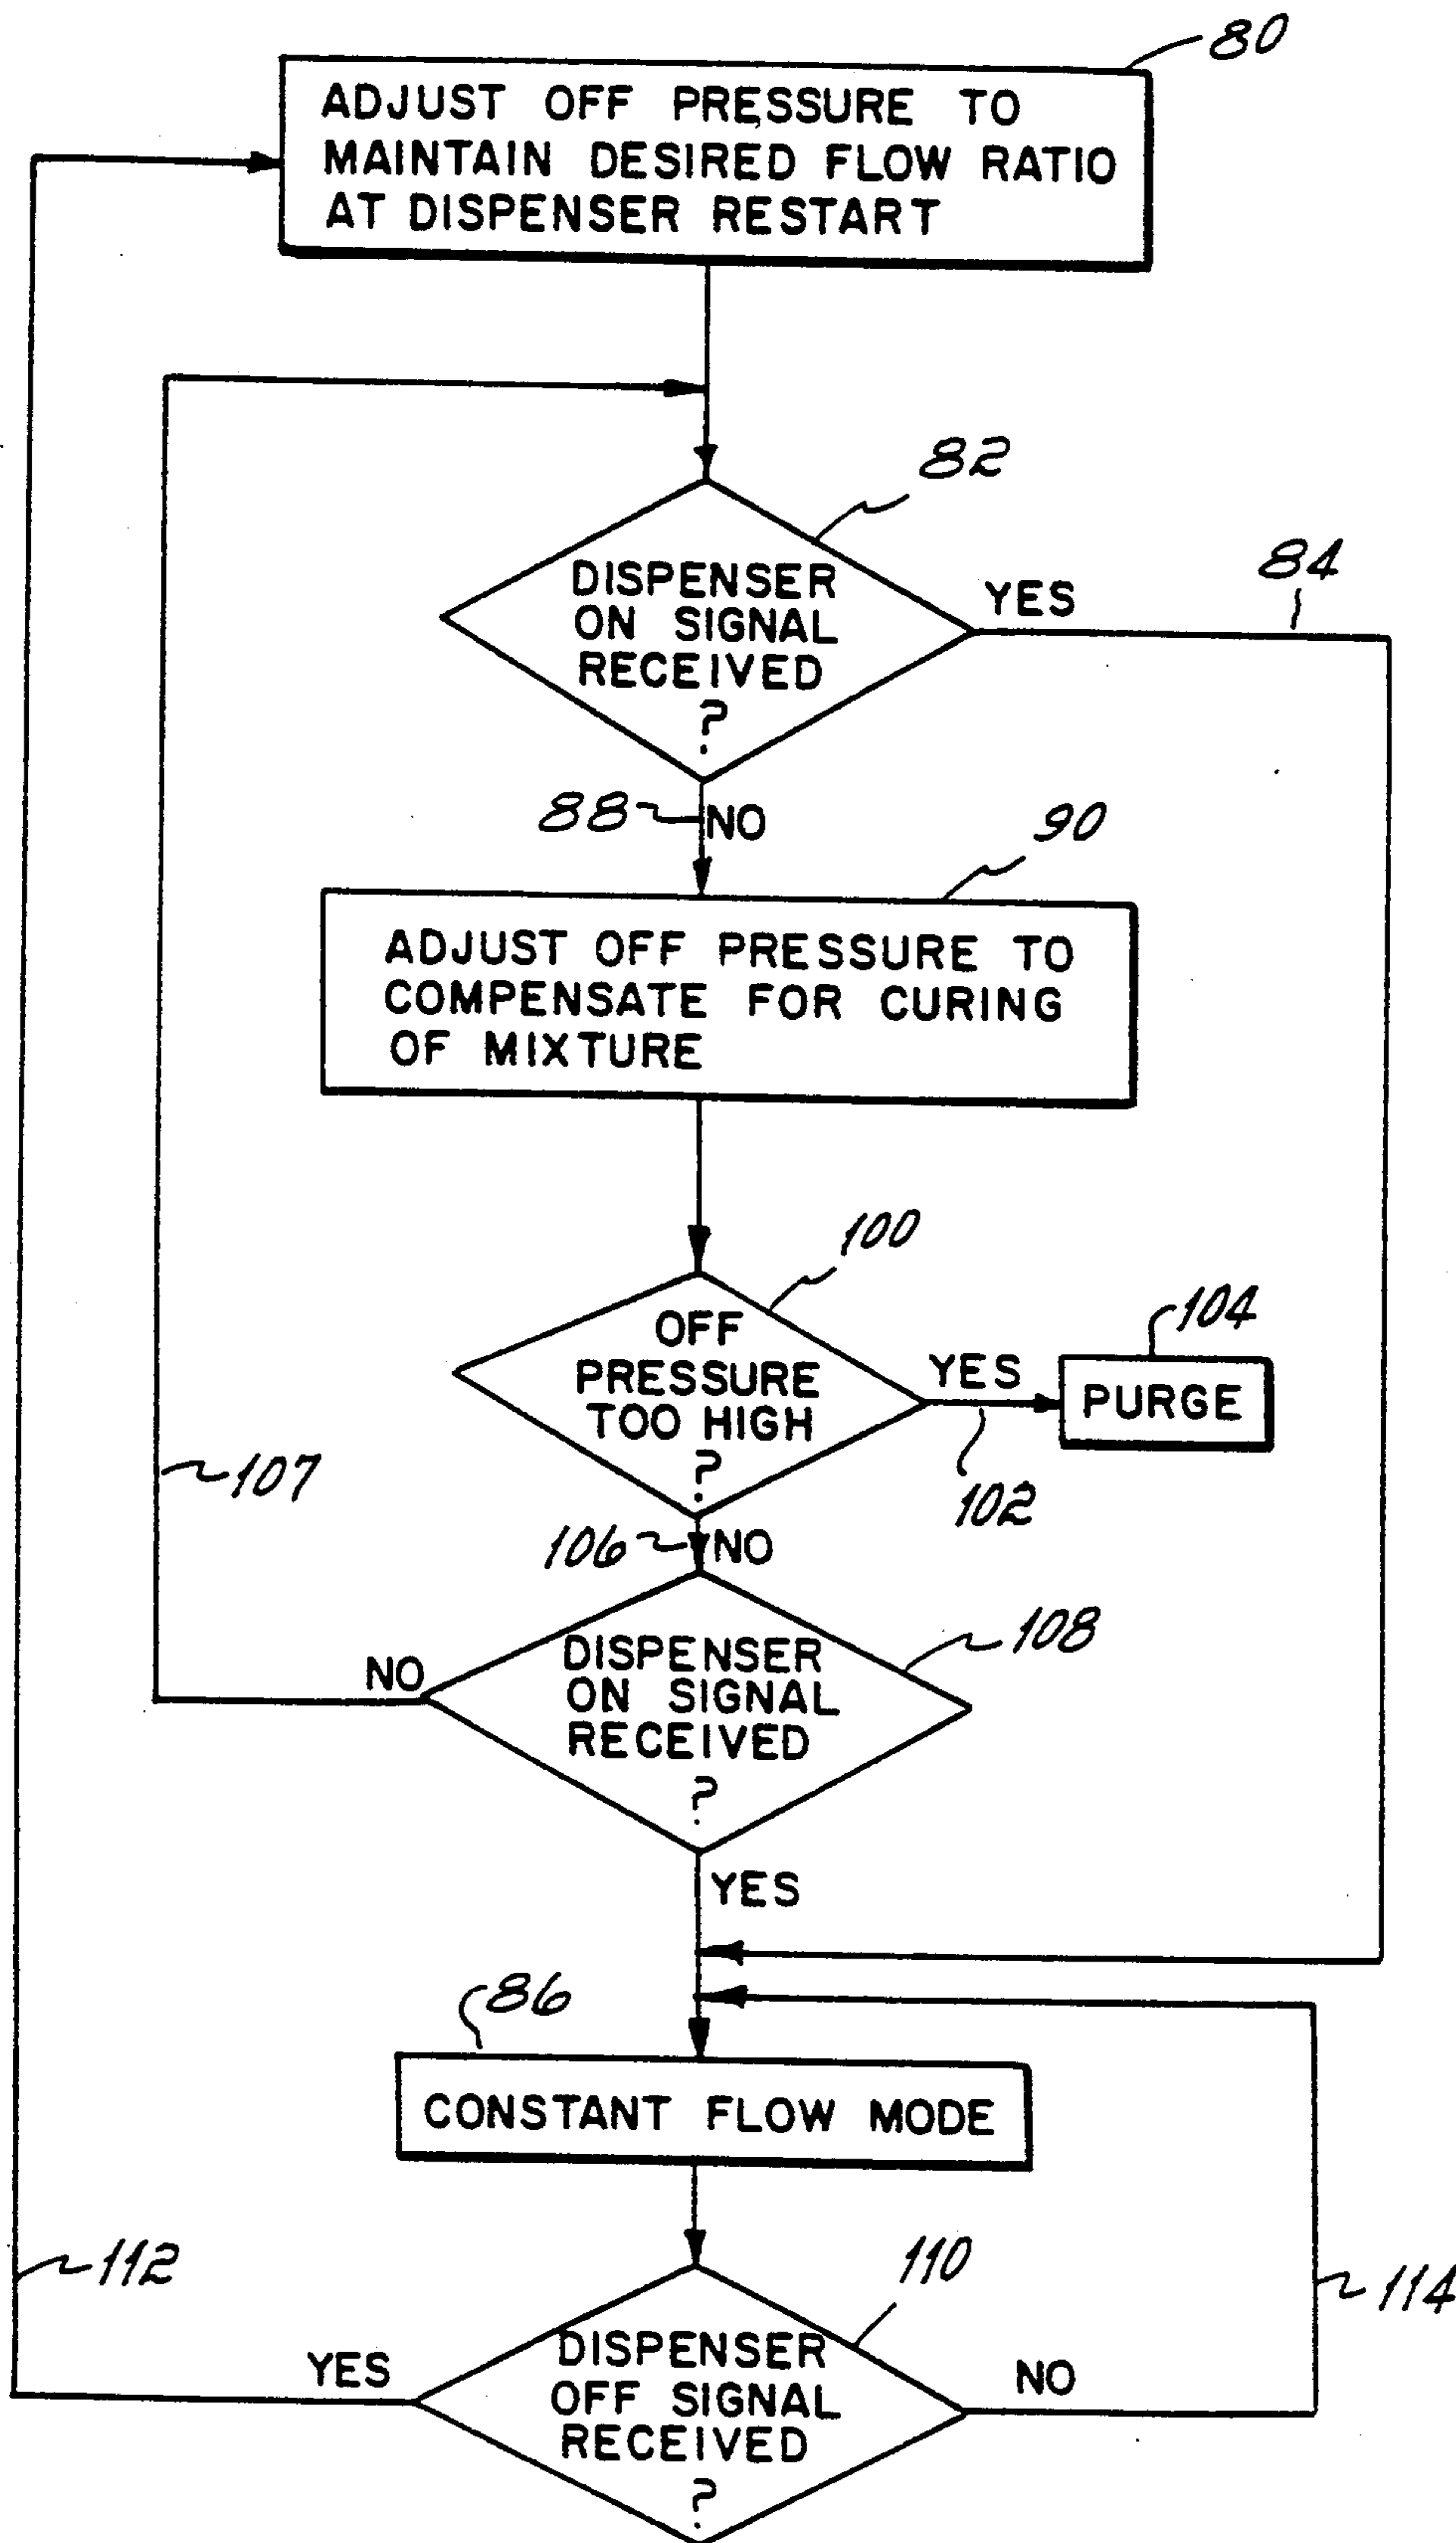 80
ADJUST OFF PRESSURE TO
MAINTAIN DESIRED FLOW RATIO
AT DISPENSER RESTART
82
DISPENSER
ON SIGNAL
RECEIVED
?
YES
84
88
NO
90
ADJUST OFF PRESSURE TO
COMPENSATE FOR CURING
OF MIXTURE
100
OFF
PRESSURE
TOO HIGH
?
YES
102
104
PURGE
107
106
NO
108
DISPENSER
ON SIGNAL
RECEIVED
?
NO
YES
86
CONSTANT FLOW MODE
112
110
114
DISPENSER
OFF SIGNAL
RECEIVED
?
YES
NO